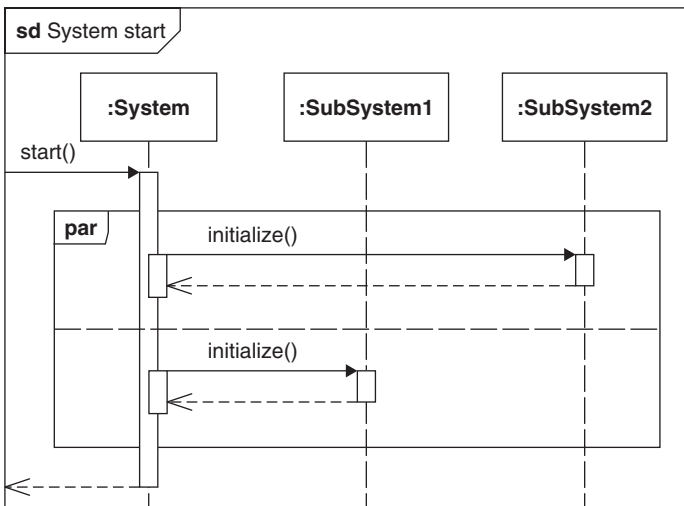 sd System start
:System
:SubSystem1
:SubSystem2
start()
par
initialize()
initialize()